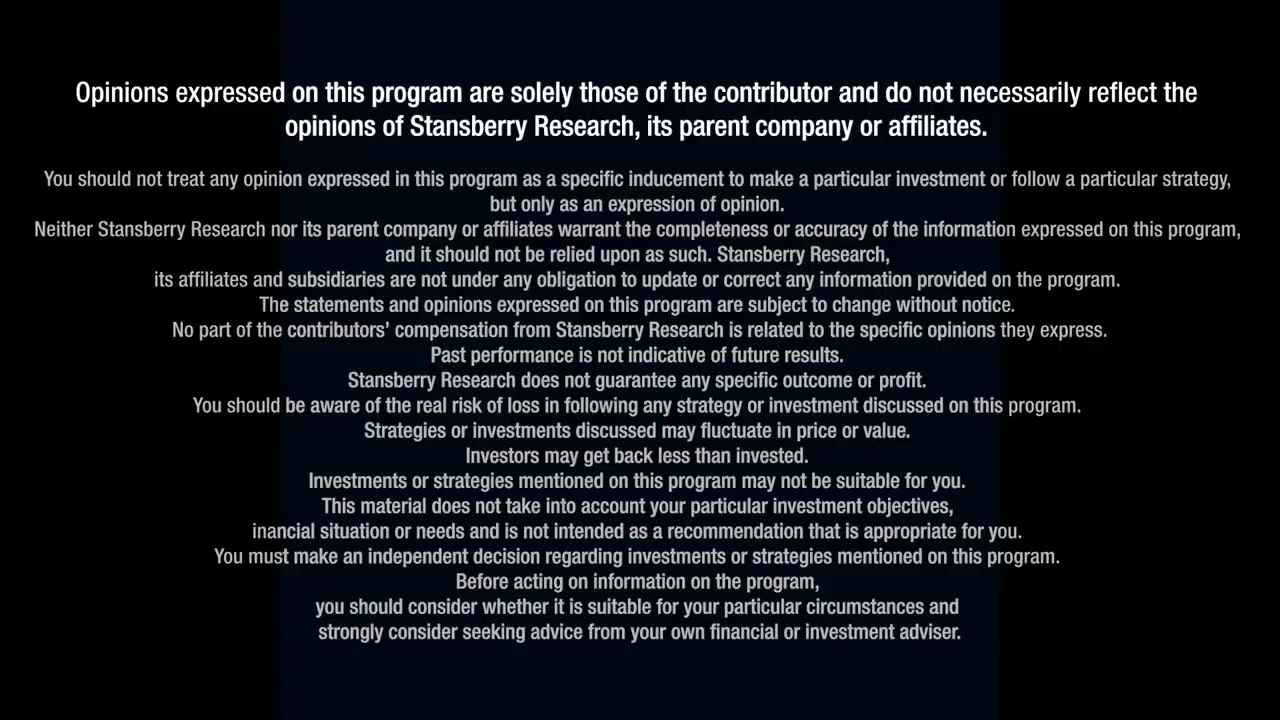 Opinions expressed on this program are solely those of the contributor and do not necessarily reflect the
opinions of Stansberry Research, its parent company or affiliates.
You should not treat any opinion expressed in this program as a specific inducement to make a particular investment or follow a particular strategy,
but only as an expression of opinion.
Neither Stansberry Research nor its parent company or affiliates warrant the completeness or accuracy of the information expressed on this program,
and it should not be relied upon as such. Stansberry Research,
its affiliates and subsidiaries are not under any obligation to update or correct any information provided on the program.
The statements and opinions expressed on this program are subject to change without notice.
No part of the contributors’ compensation from Stansberry Research is related to the specific opinions they express.
Past performance is not indicative of future results.
Stansberry Research does not guarantee any specific outcome or profit.
You should be aware of the real risk of loss in following any strategy or investment discussed on this program.
Strategies or investments discussed may fluctuate in price or value.
Investors may get back less than invested.
Investments or strategies mentioned on this program may not be suitable for you.
This material does not take into account your particular investment objectives,
inancial situation or needs and is not intended as a recommendation that is appropriate for you.
You must make an independent decision regarding investments or strategies mentioned on this program.
Before acting on information on the program,
you should consider whether it is suitable for your particular circumstances and
strongly consider seeking advice from your own financial or investment adviser.